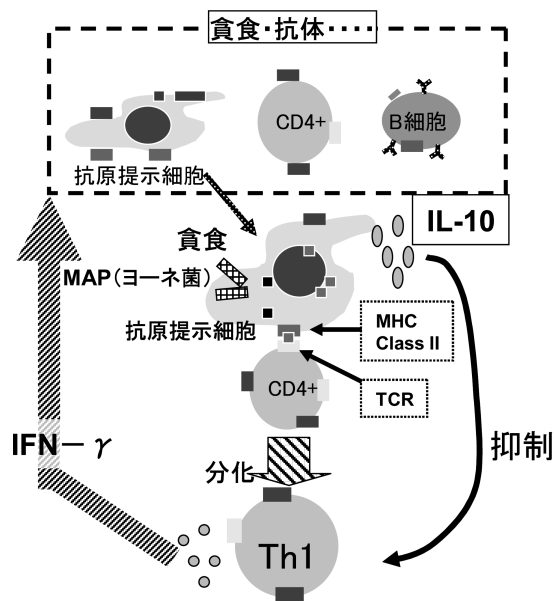 貪食・抗体‥‥‥
CD4+
B細胞
抗原提示細胞
IL-10
貪食
MAP(ヨーネ菌)
抗原提示細胞
MHC
Class II
CD4+
TCR
IFN-γ
抑制
分化
Th1